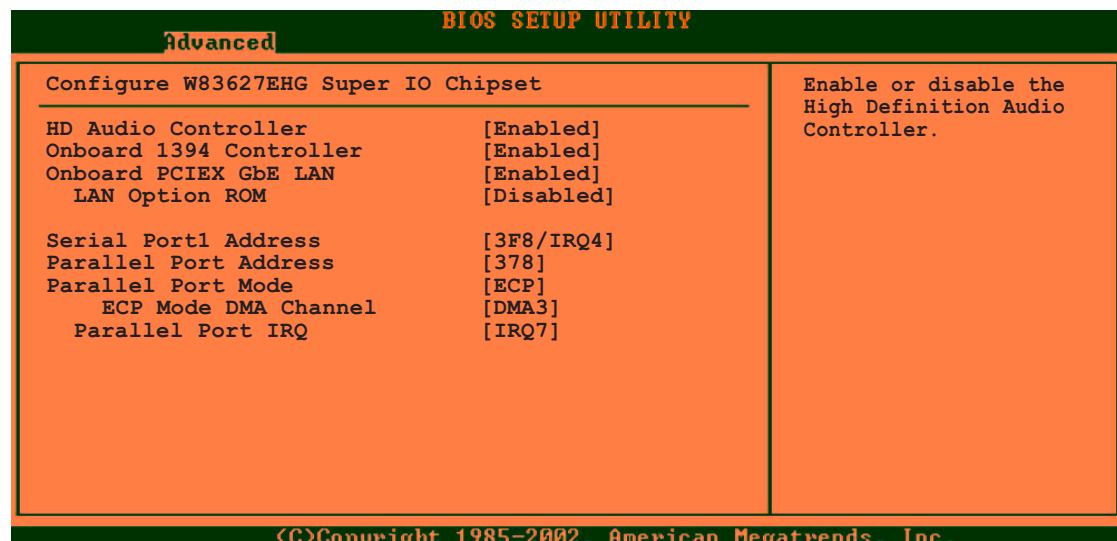 BIOS SETUP UTILITY
Advanced
Configure W83627EHG Super IO Chipset
HD Audio Controller [Enabled]
Onboard 1394 Controller [Enabled]
Onboard PCIEX GbE LAN [Enabled]
LAN Option ROM [Disabled]
Serial Port1 Address [3F8/IRQ4]
Parallel Port Address [378]
Parallel Port Mode [ECP]
ECP Mode DMA Channel [DMA3]
Parallel Port IRQ [IRQ7]
Enable or disable the
High Definition Audio
Controller.
(C)Copyright 1985-2002, American Megatrends, Inc